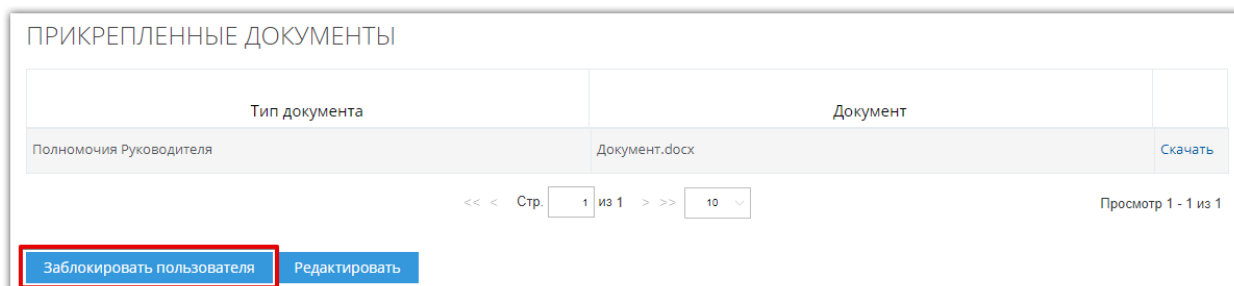 ПРИКРЕПЛЕННЫЕ ДОКУМЕНТЫ
Тип документа Документ
Полномочия Руководителя Документ.docx Скачать
<< < Стр. 1 из 1 > >> 10 Просмотр 1 - 1 из 1
Заблокировать пользователя Редактировать